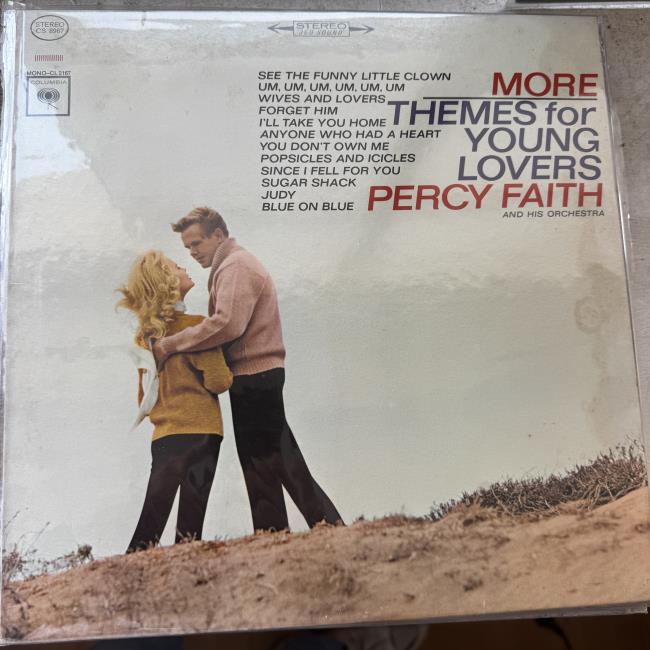 STEREO
CS 8967
STEREO
"360 SOUND"
MONO-CL 2167
COLUMBIA
SEE THE FUNNY LITTLE CLOWN
UM, UM, UM, UM, UM, UM
WIVES AND LOVERS
FORGET HIM
I'LL TAKE YOU HOME
ANYONE WHO HAD A HEART
YOU DON'T OWN ME
POPSICLES AND ICICLES
SINCE I FELL FOR YOU
SUGAR SHACK
JUDY
BLUE ON BLUE
MORE
THEMES for
YOUNG
LOVERS
PERCY FAITH
AND HIS ORCHESTRA